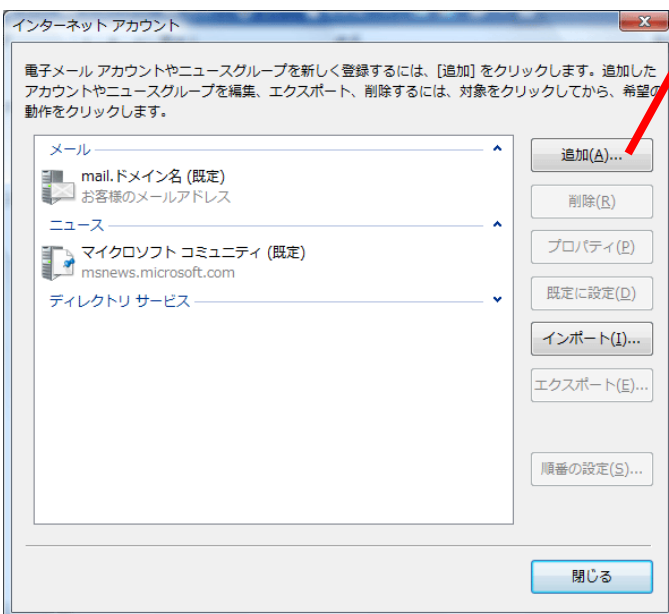 インターネット アカウント
電子メール アカウントやニュースグループを新しく登録するには、[追加] をクリックします。追加した
アカウントやニュースグループを編集、エクスポート、削除するには、対象をクリックしてから、希望の
動作をクリックします。
メール
mail.ドメイン名 (既定)
お客様のメールアドレス
ニュース
マイクロソフト コミュニティ (既定)
msnews.microsoft.com
ディレクトリ サービス
追加(A)...
削除(R)
プロパティ(P)
既定に設定(D)
インポート(I)...
エクスポート(E)...
順番の設定(S)...
閉じる